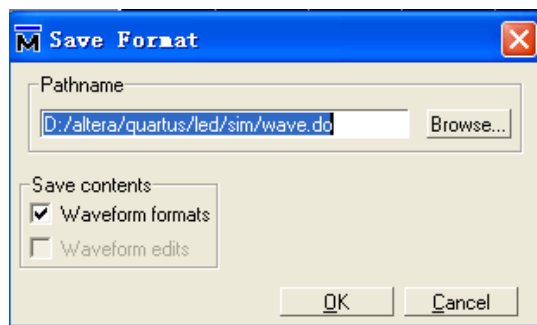 Save Format
Pathname
D:/altera/quartus/led/sim/wave.do
Browse...
Save contents
Waveform formats
Waveform edits
OK
Cancel